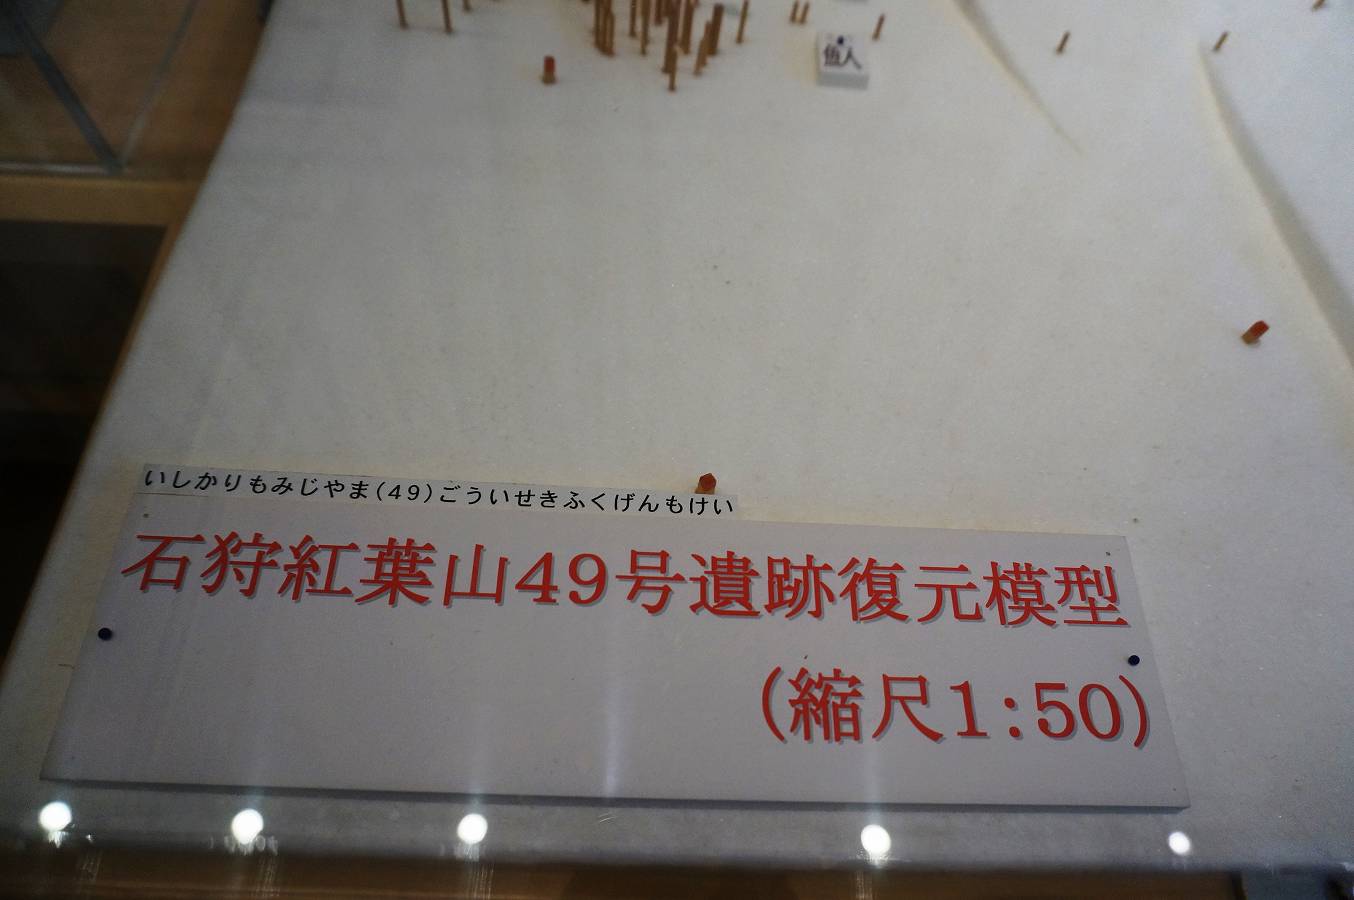 魞
いしかりもみじやま(49)ごういせきふくげんもけい
石狩紅葉山49号遺跡復元模型
(縮尺1:50)